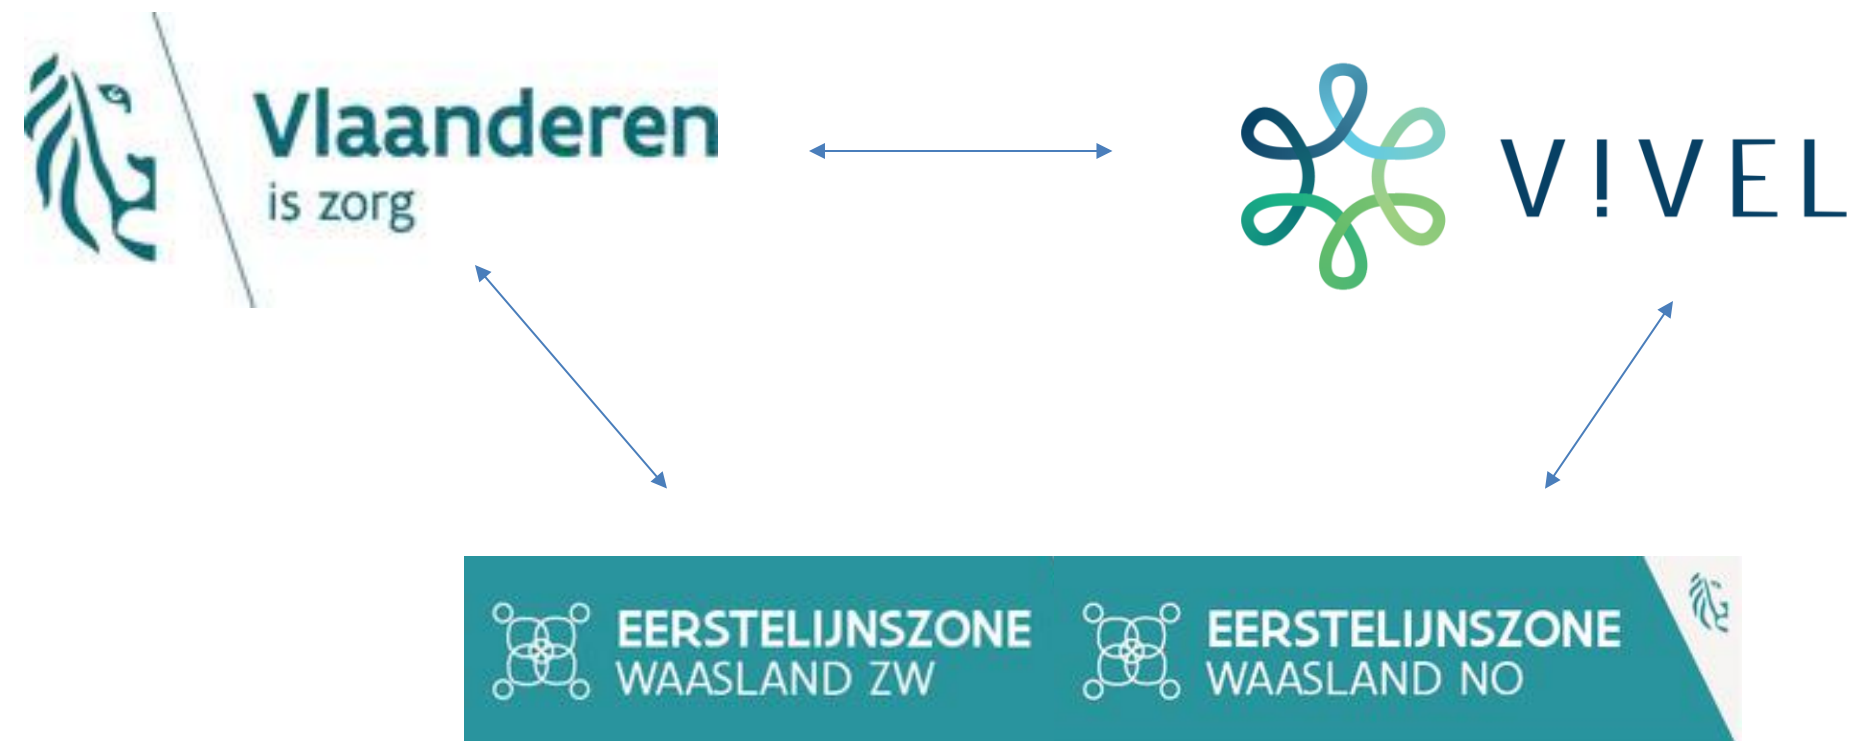 Vlaanderen
is zorg
V!VEL
EERSTELIJNSZONE
WAASLAND ZW
EERSTELIJNSZONE
WAASLAND NO